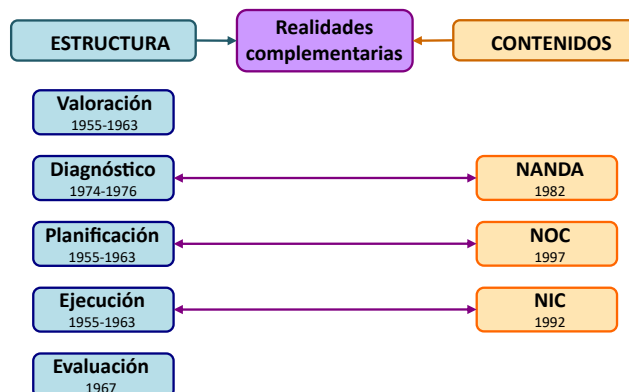 ESTRUCTURA
Realidades
complementarias
CONTENIDOS
Valoración
1955-1963
Diagnóstico
1974-1976
NANDA
1982
Planificación
1955-1963
NOC
1997
Ejecución
1955-1963
NIC
1992
Evaluación
1967